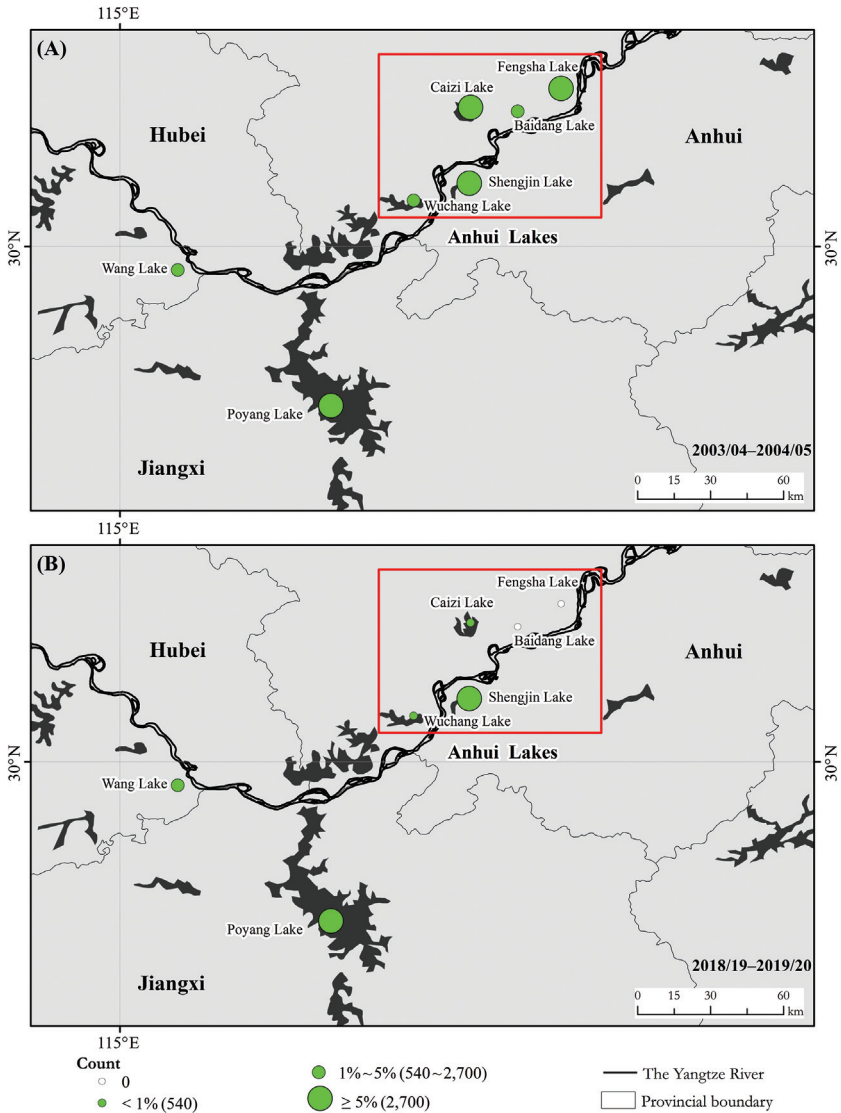 115°E
(A)
Fengsha Lake
Caizi Lake
Hubei
Baidang Lake
Anhui
Shengjin Lake
Wuchang Lake
30°N
30°N
Anhui Lakes
Wang Lake
Poyang Lake
2003/04–2004/05
Jiangxi
0 15 30 60
km
115°E
(B)
Fengsha Lake
Caizi Lake
Hubei
Baidang Lake
Anhui
Shengjin Lake
Wuchang Lake
30°N
30°N
Anhui Lakes
Wang Lake
Poyang Lake
2018/19–2019/20
Jiangxi
0 15 30 60
km
115°E
Count
0
< 1% (540)
1%~5% (540~2,700)
≥ 5% (2,700)
The Yangtze River
Provincial boundary